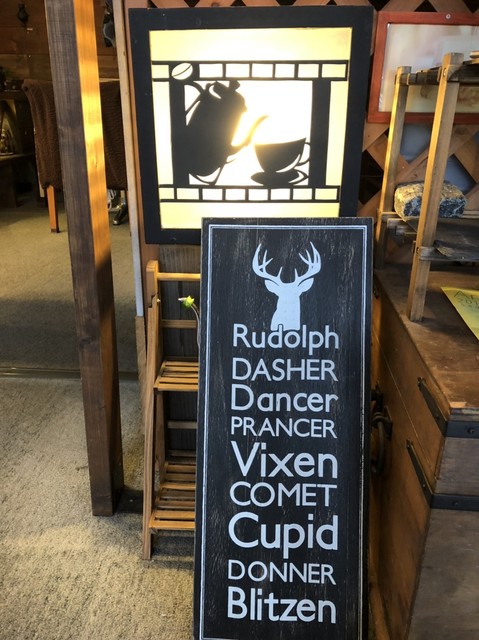 Rudolph
DASHER
Dancer
PRANCER
Vixen
COMET
Cupid
DONNER
Blitzen